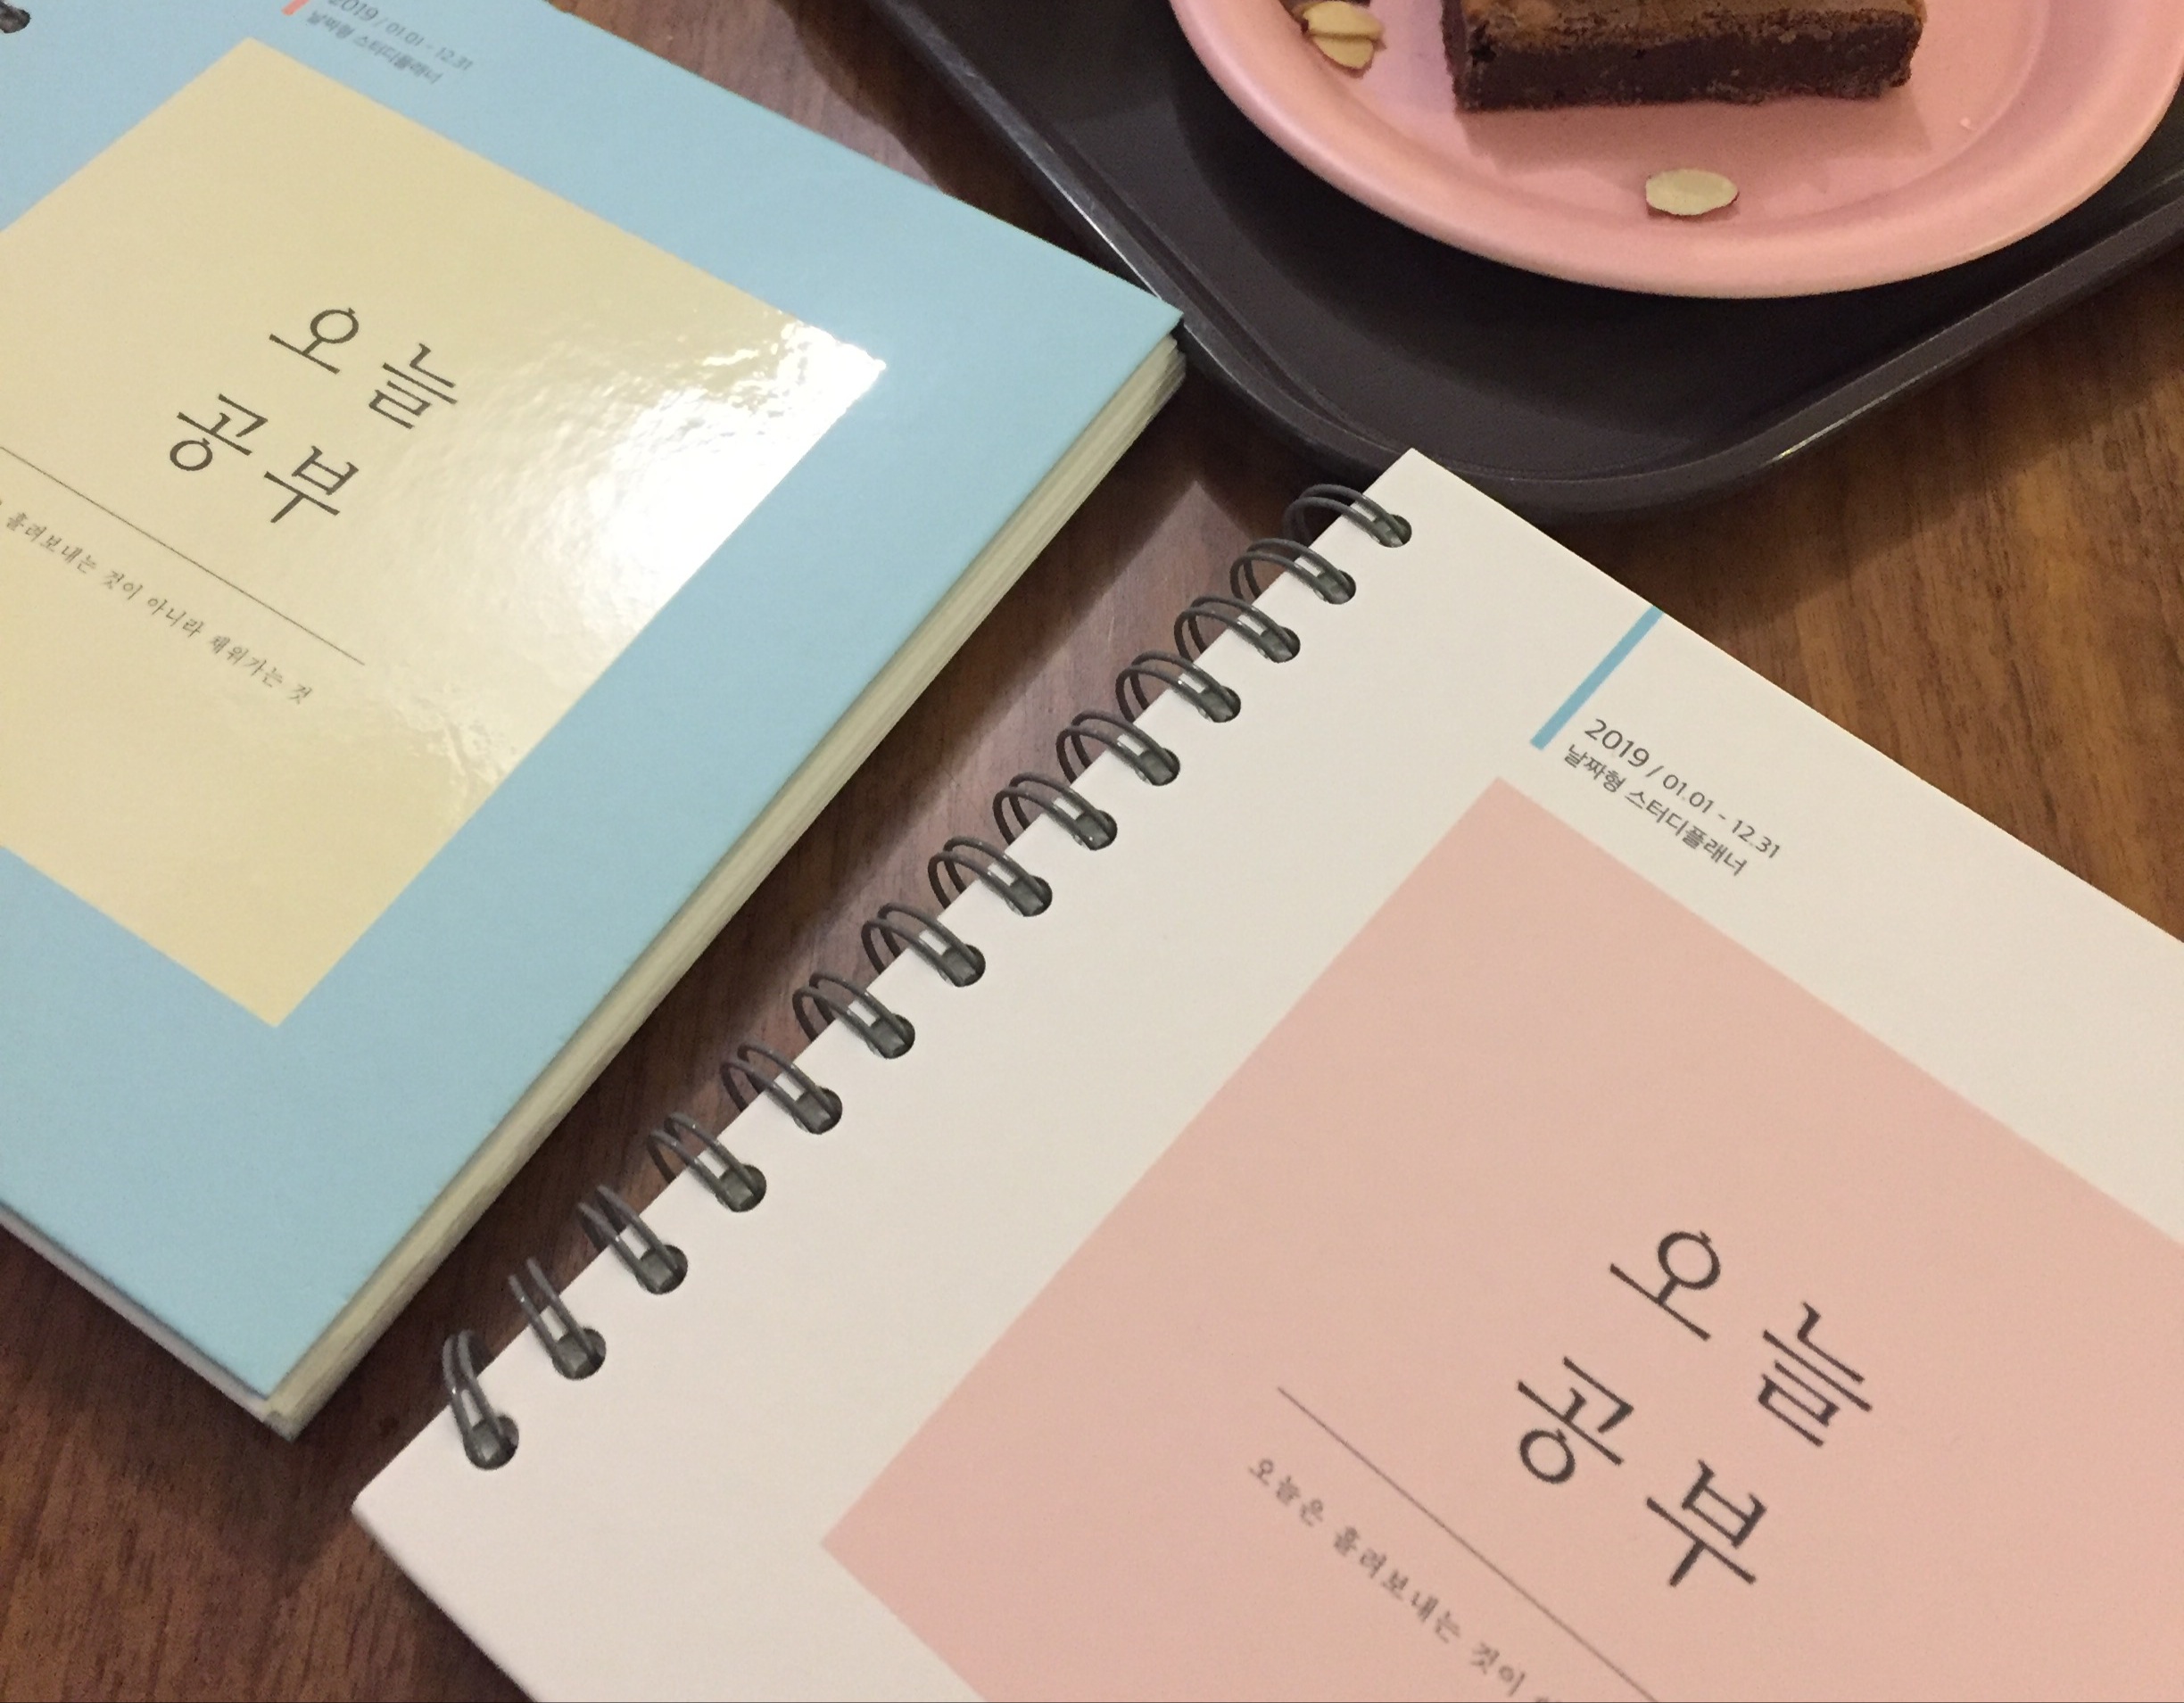 2019 / 01.01 - 12.31
날짜형 스터디플래너
오늘
공부
흘려보내는 것이 아니라 채워가는 것
2019 / 01.01 - 12.31
날짜형 스터디플래너
오늘
공부
오늘은 흘려보내는 것이